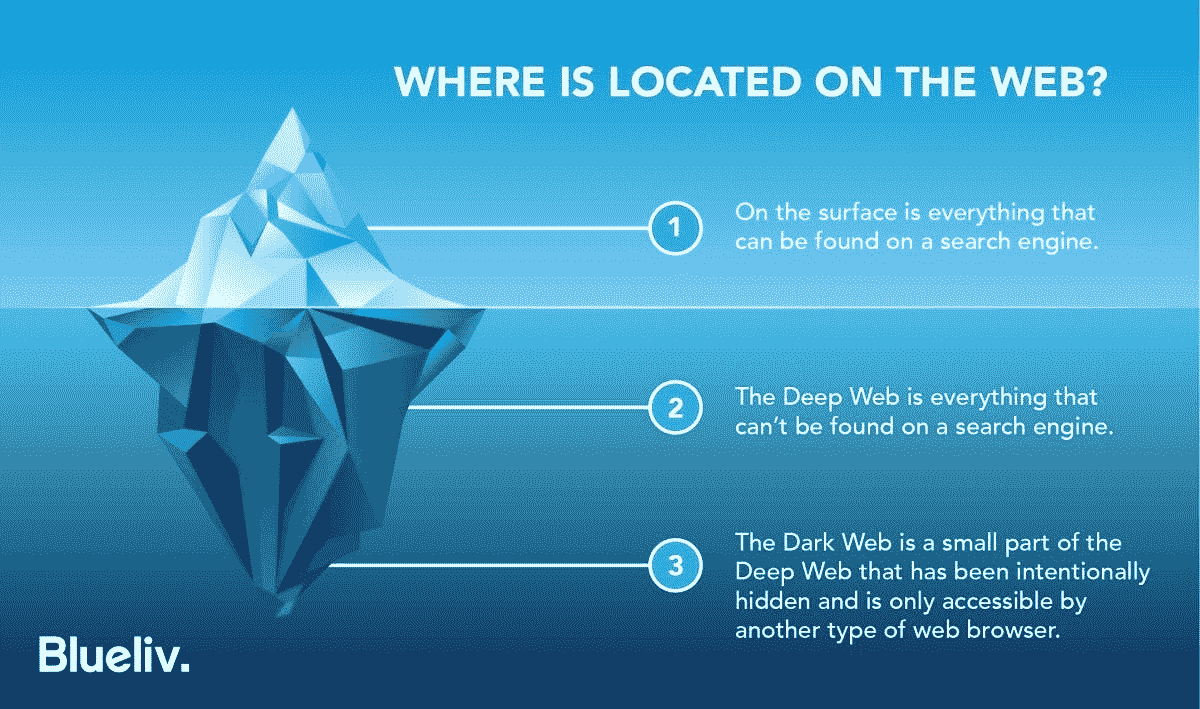 WHERE IS LOCATED ON THE WEB?
1
On the surface is everything that
can be found on a search engine.
2
The Deep Web is everything that
can't be found on a search engine.
3
The Dark Web is a small part of the
Deep Web that has been intentionally
hidden and is only accessible by
another type of web browser.
Blueliv.